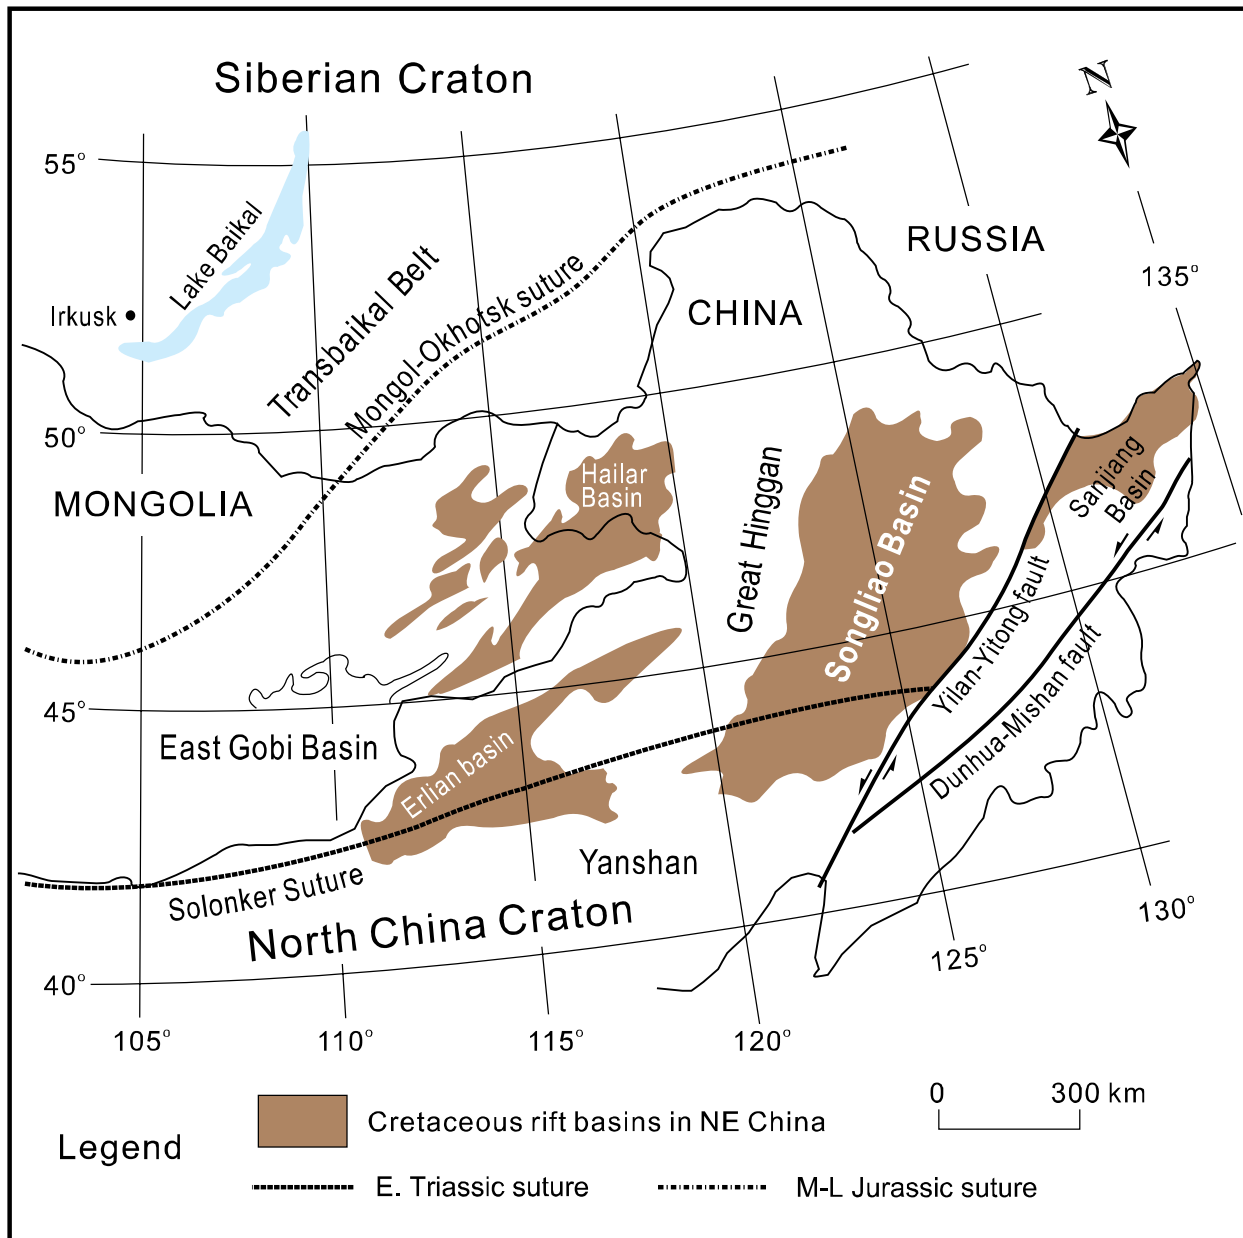 Siberian Craton
N
55°
Lake Baikal
RUSSIA
135°
Irkusk
Transbaikal Belt
Mongol-Okhotsk suture
CHINA
50°
MONGOLIA
Hailar
Basin
Great Hinggan
Songliao Basin
Sanjiang
Basin
Yilan-Yitong fault
Dunhua-Mishan fault
45°
East Gobi Basin
Erlian basin
Solonker Suture
Yanshan
North China Craton
40°
105°
110°
115°
120°
125°
130°
0
300 km
Cretaceous rift basins in NE China
Legend
E. Triassic suture
M-L Jurassic suture